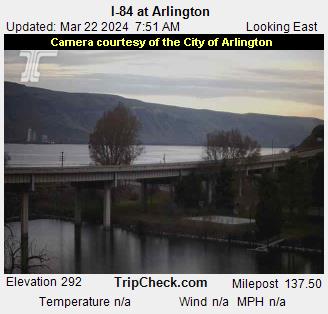 I-84 at Arlington
Updated: Mar 22 2024 7:51 AM Looking East
Camera courtesy of the City of Arlington
Elevation 292 TripCheck.com Milepost 137.50
Temperature n/a Wind n/a MPH n/a